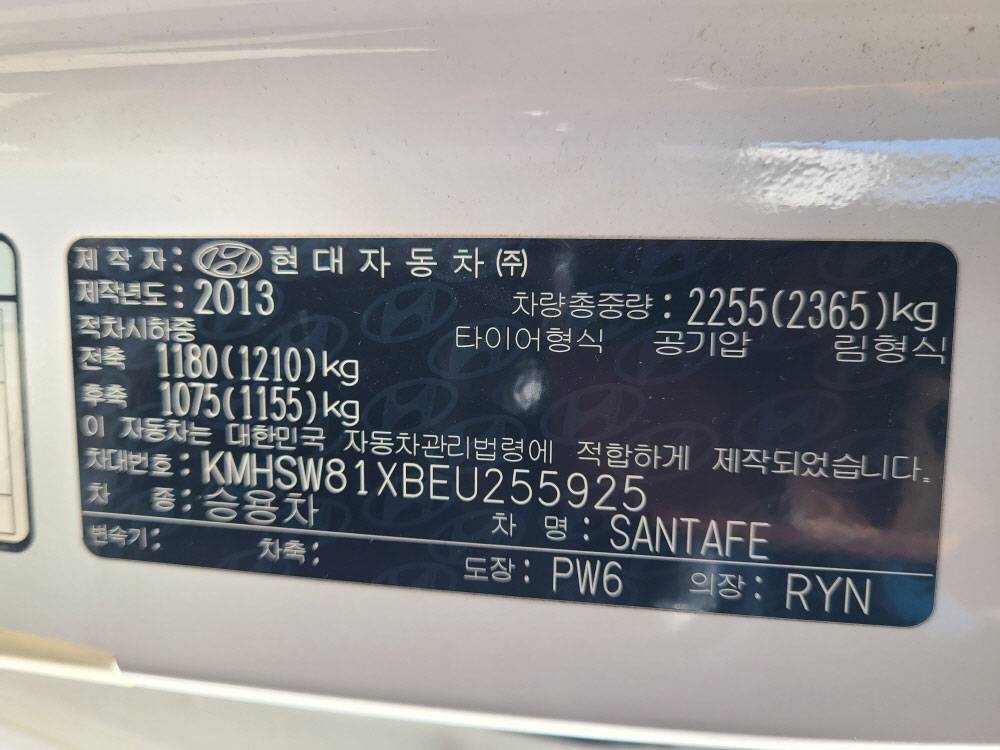 제작자: 현대자동차(주)
제작년도: 2013 차량총중량: 2255(2365)kg
적차시하중 타이어형식 공기압 림형식
전축 1180(1210)kg
후축 1075(1155)kg
이 자동차는 대한민국 자동차관리법령에 적합하게 제작되었습니다.
차대번호: KMHSW81XBEU255925
차종: 승용차 차명: SANTAFE
변속기: 차축: 도장: PW6 의장: RYN